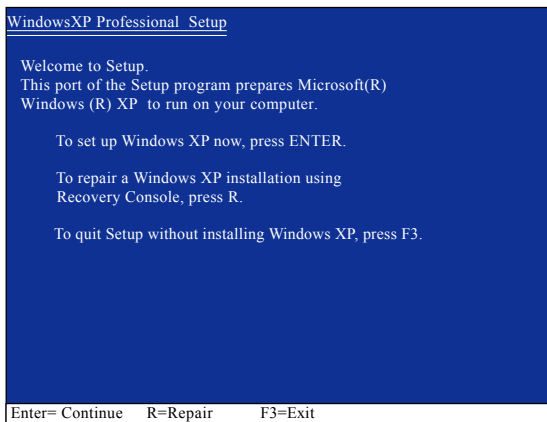 WindowsXP Professional Setup
Welcome to Setup.
This port of the Setup program prepares Microsoft(R)
Windows (R) XP to run on your computer.
To set up Windows XP now, press ENTER.
To repair a Windows XP installation using
Recovery Console, press R.
To quit Setup without installing Windows XP, press F3.
Enter= Continue R=Repair F3=Exit